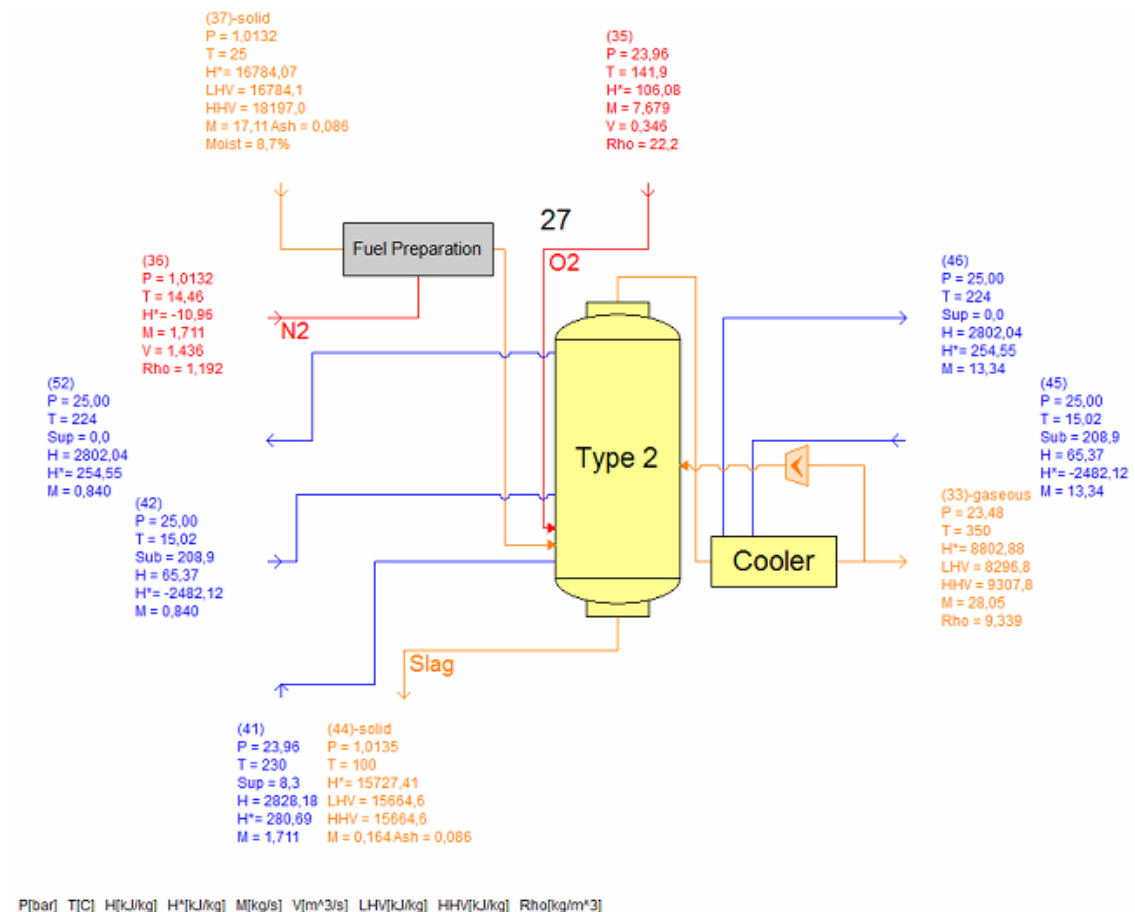 (37)-solid
P = 1,0132
T = 25
H*= 16784,07
LHV = 16784,1
HHV = 18197,0
M = 17,11 Ash = 0,086
Moist = 8,7%
(35)
P = 23,96
T = 141,9
H*= 106,08
M = 7,679
V = 0,346
Rho = 22,2
27
Fuel Preparation
O2
(36)
P = 1,0132
T = 14,46
H*= -10,96
M = 1,711
V = 1,436
Rho = 1,192
N2
(46)
P = 25,00
T = 224
Sup = 0,0
H = 2802,04
H*= 254,55
M = 13,34
(52)
P = 25,00
T = 224
Sup = 0,0
H = 2802,04
H*= 254,55
M = 0,840
(45)
P = 25,00
T = 15,02
Sub = 208,9
H = 65,37
H*= -2482,12
M = 13,34
Type 2
(42)
P = 25,00
T = 15,02
Sub = 208,9
H = 65,37
H*= -2482,12
M = 0,840
(33)-gaseous
P = 23,48
T = 350
H*= 8802,88
LHV = 8296,8
HHV = 9307,8
M = 28,05
Rho = 9,339
Cooler
Slag
(41)
P = 23,96
T = 230
Sup = 8,3
H = 2828,18
H*= 280,69
M = 1,711
(44)-solid
P = 1,0135
T = 100
H*= 15727,41
LHV = 15664,6
HHV = 15664,6
M = 0,164 Ash = 0,086
P[bar] T[C] H[kJ/kg] H*[kJ/kg] M[kg/s] V[m^3/s] LHV[kJ/kg] HHV[kJ/kg] Rho[kg/m^3]